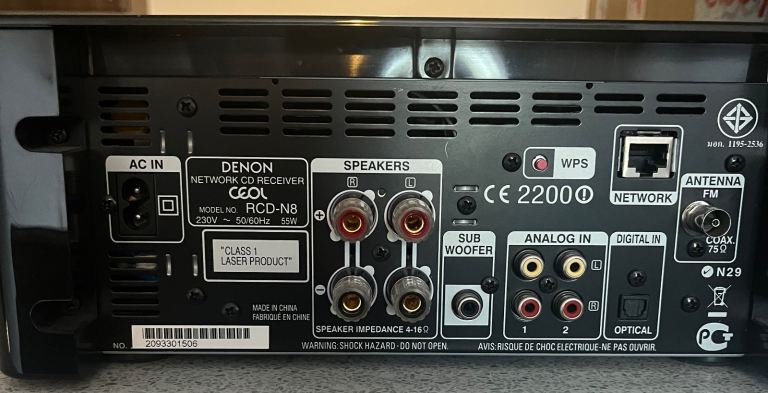 AC IN
DENON
NETWORK CD RECEIVER
CEOL
MODEL NO. RCD-N8
230V ~ 50/60Hz 55W
"CLASS 1
LASER PRODUCT"
MADE IN CHINA
FABRIQUE EN CHINE
NO.
2093301506
SPEAKERS
R L
+
−
SPEAKER IMPEDANCE 4-16Ω
WARNING: SHOCK HAZARD - DO NOT OPEN.
WPS
CE 2200
SUB
WOOFER
ANALOG IN
L
R
1 2
DIGITAL IN
OPTICAL
AVIS: RISQUE DE CHOC ELECTRIQUE-NE PAS OUVRIR.
NETWORK
มอก. 1195-2536
ANTENNA
FM
COAX.
75Ω
N29